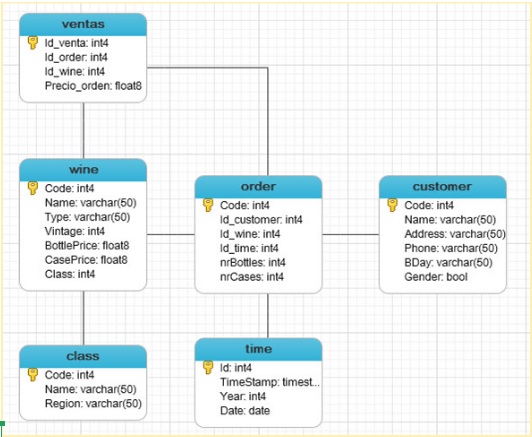 ventas
Id_venta: int4
Id_order: int4
Id_wine: int4
Precio_orden: float8
wine
Code: int4
Name: varchar(50)
Type: varchar(50)
Vintage: int4
BottlePrice: float8
CasePrice: float8
Class: int4
order
Code: int4
Id_customer: int4
Id_wine: int4
Id_time: int4
nrBottles: int4
nrCases: int4
customer
Code: int4
Name: varchar(50)
Address: varchar(50)
Phone: varchar(50)
BDay: varchar(50)
Gender: bool
class
Code: int4
Name: varchar(50)
Region: varchar(50)
time
Id: int4
TimeStamp: timest...
Year: int4
Date: date